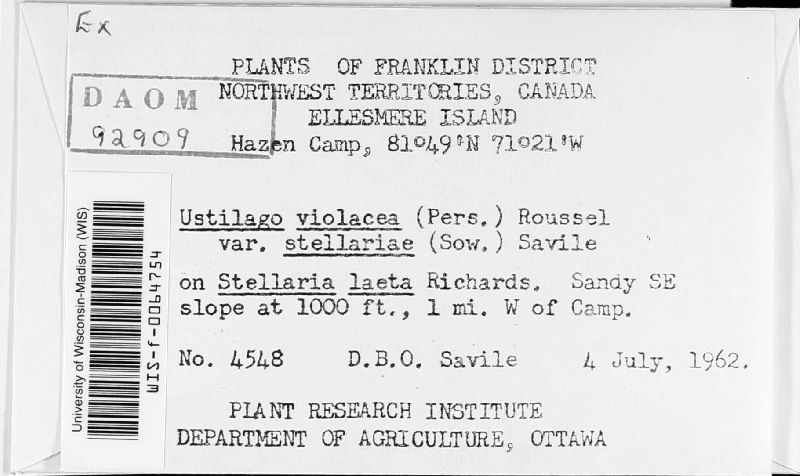 Ex
PLANTS OF FRANKLIN DISTRICT
NORTHWEST TERRITORIES, CANADA
ELLESMERE ISLAND
Hazen Camp, 81°49'N 71°21'W
DAOM
92909
Ustilago violacea (Pers.) Roussel
var. stellariae (Sow.) Savile
on Stellaria laeta Richards. Sandy SE
slope at 1000 ft., 1 mi. W of Camp.
No. 4548 D.B.O. Savile 4 July, 1962.
PLANT RESEARCH INSTITUTE
DEPARTMENT OF AGRICULTURE, OTTAWA
University of Wisconsin-Madison (WIS)
WIS-f-0064754